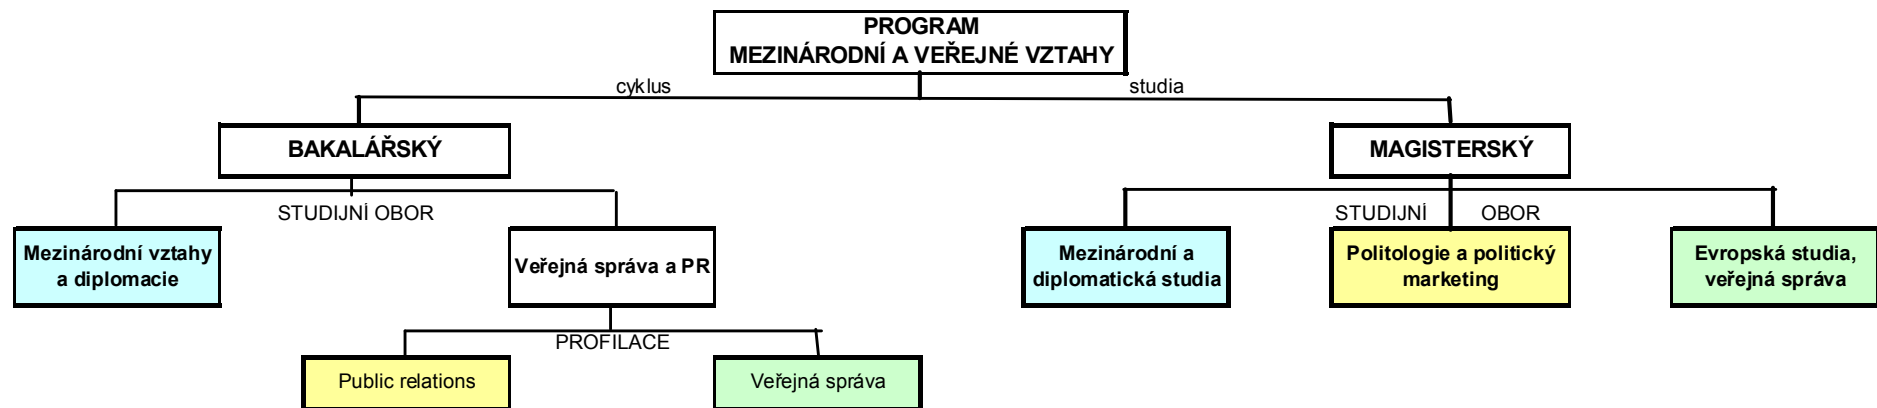 PROGRAM
MEZINÁRODNÍ A VEŘEJNÉ VZTAHY
cyklus studia
BAKALÁŘSKÝ
MAGISTERSKÝ
STUDIJNÍ OBOR
STUDIJNÍ OBOR
Mezinárodní vztahy
a diplomacie
Veřejná správa a PR
Mezinárodní a
diplomatická studia
Politologie a politický
marketing
Evropská studia,
veřejná správa
PROFILACE
Public relations
Veřejná správa